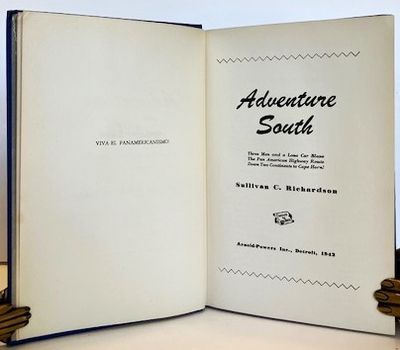 VIVA EL PANAMERICANISMO!
Adventure
South
Three Men and a Lone Car Blaze
The Pan American Highway Route
Down Two Continents to Cape Horn!
Sullivan C. Richardson
Arnold-Powers Inc., Detroit, 1942